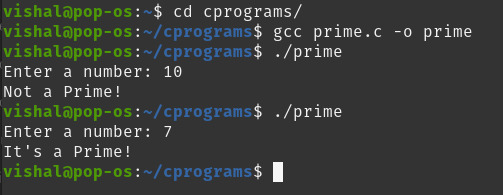 vishal@pop-os:~$ cd cprograms/
vishal@pop-os:~/cprograms$ gcc prime.c -o prime
vishal@pop-os:~/cprograms$ ./prime
Enter a number: 10
Not a Prime!
vishal@pop-os:~/cprograms$ ./prime
Enter a number: 7
It's a Prime!
vishal@pop-os:~/cprograms$